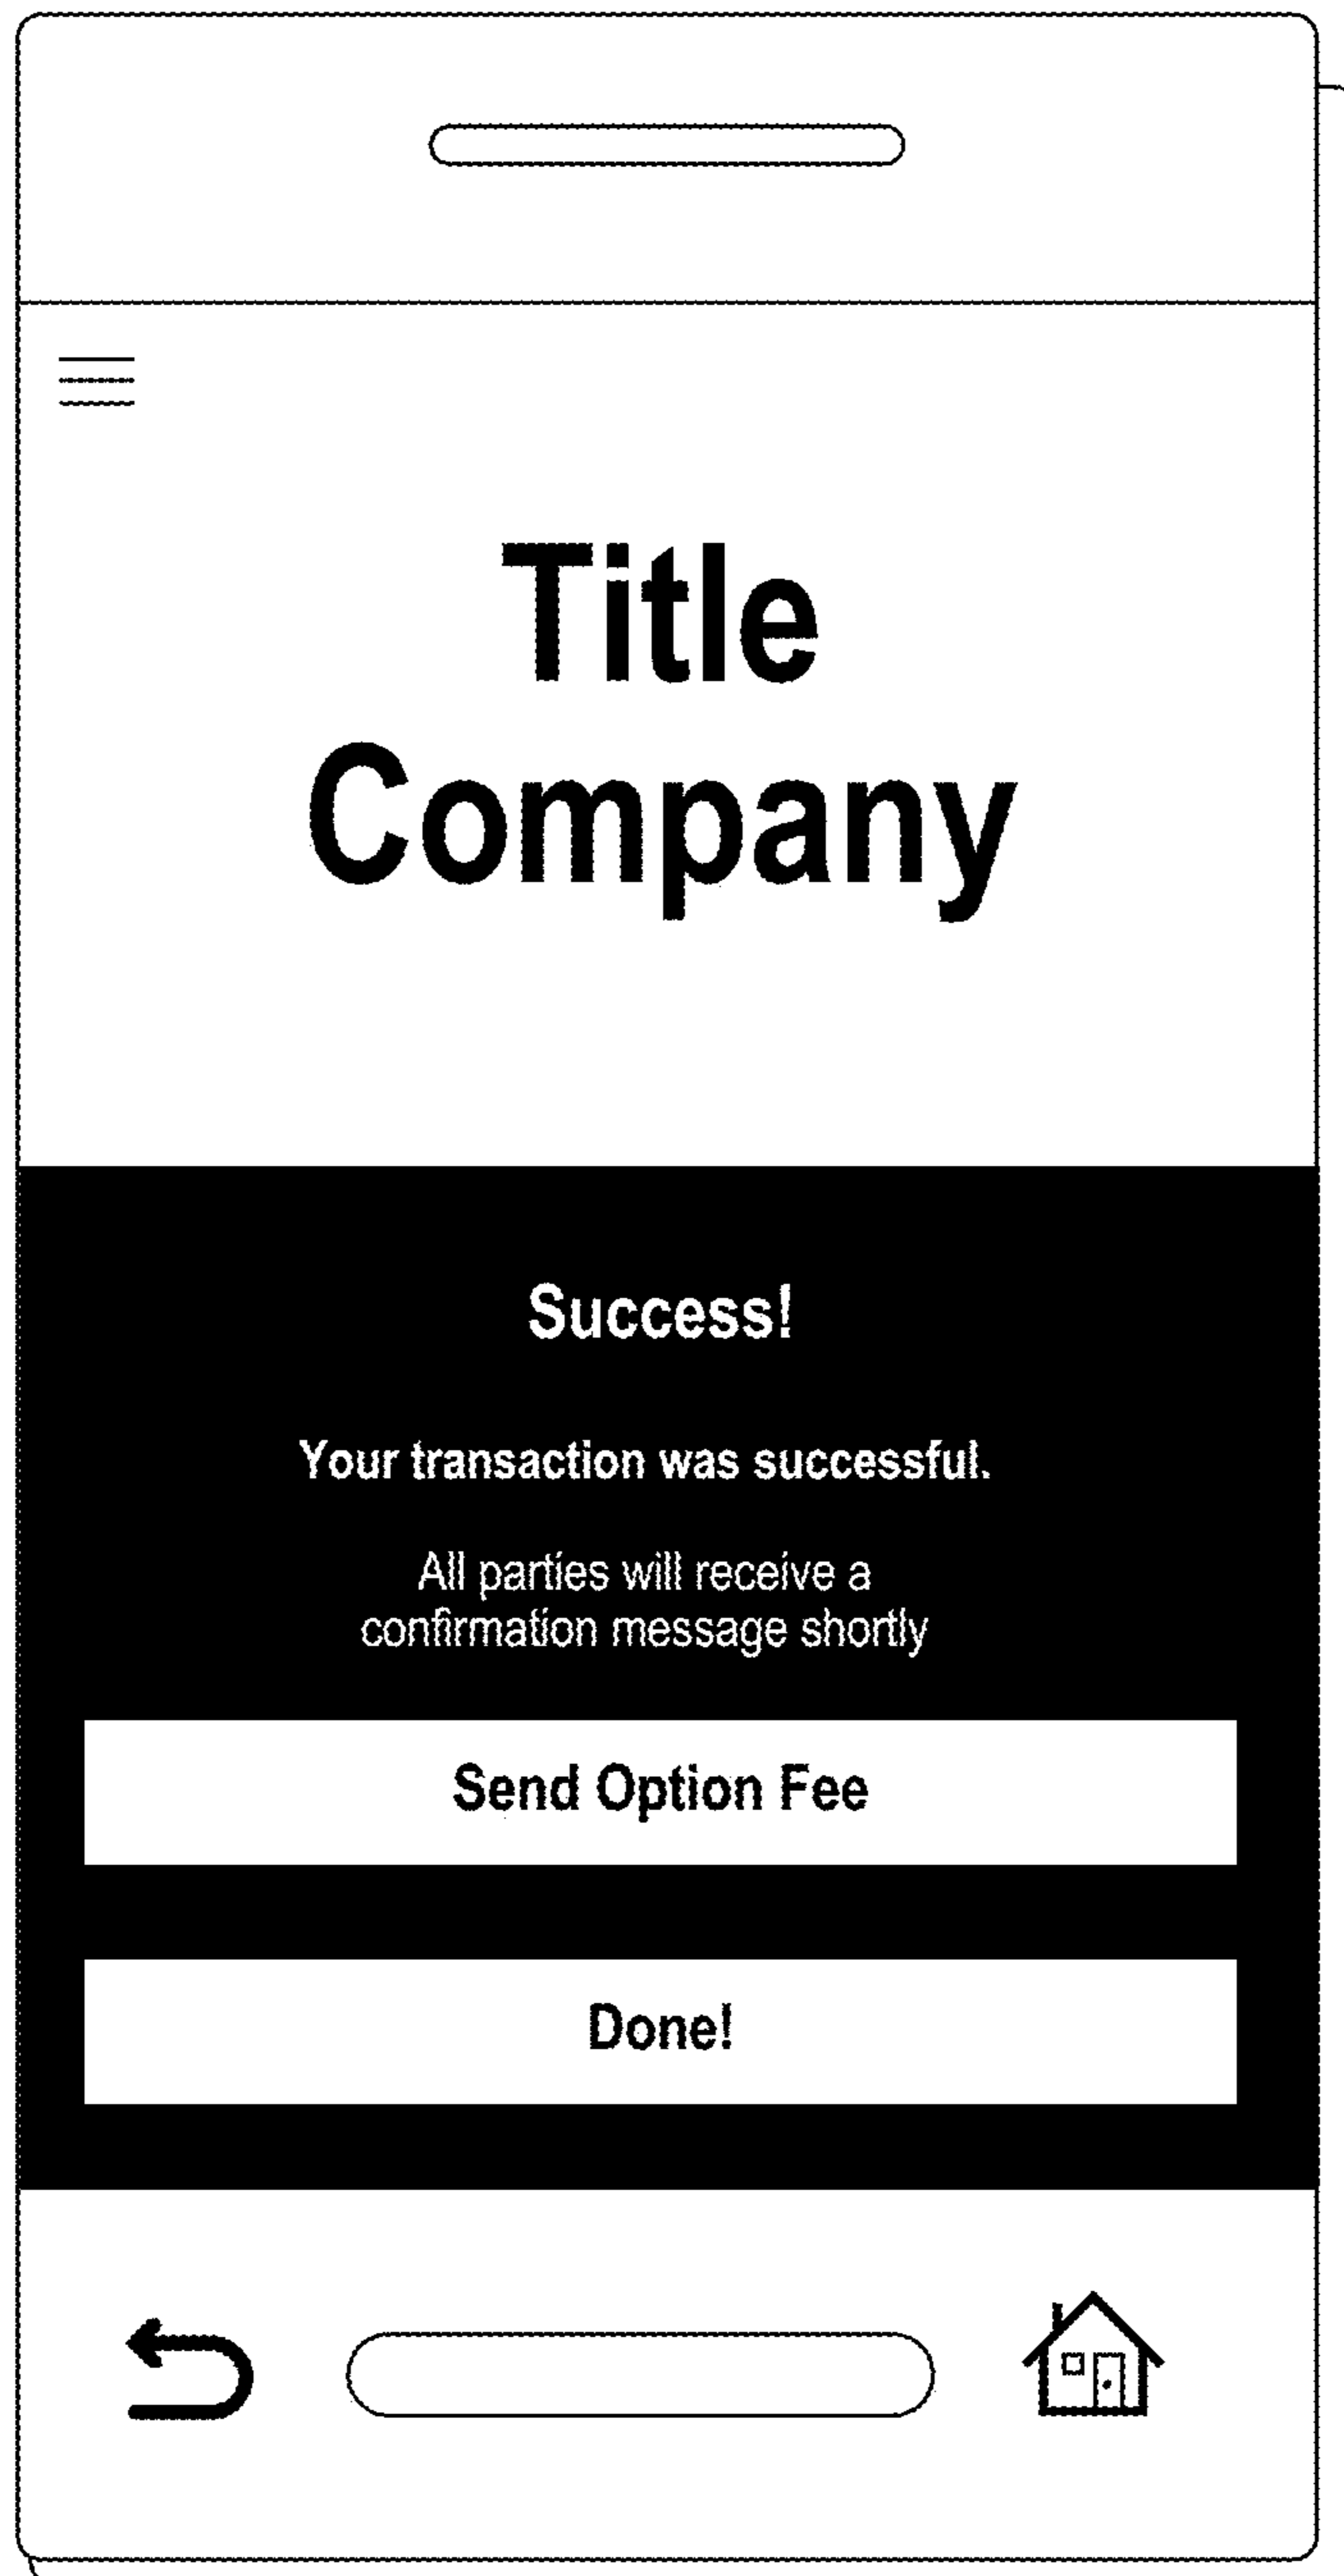 Title
Company
Success!
Your transaction was successful.
All parties will receive a
confirmation message shortly
Send Option Fee
Done!